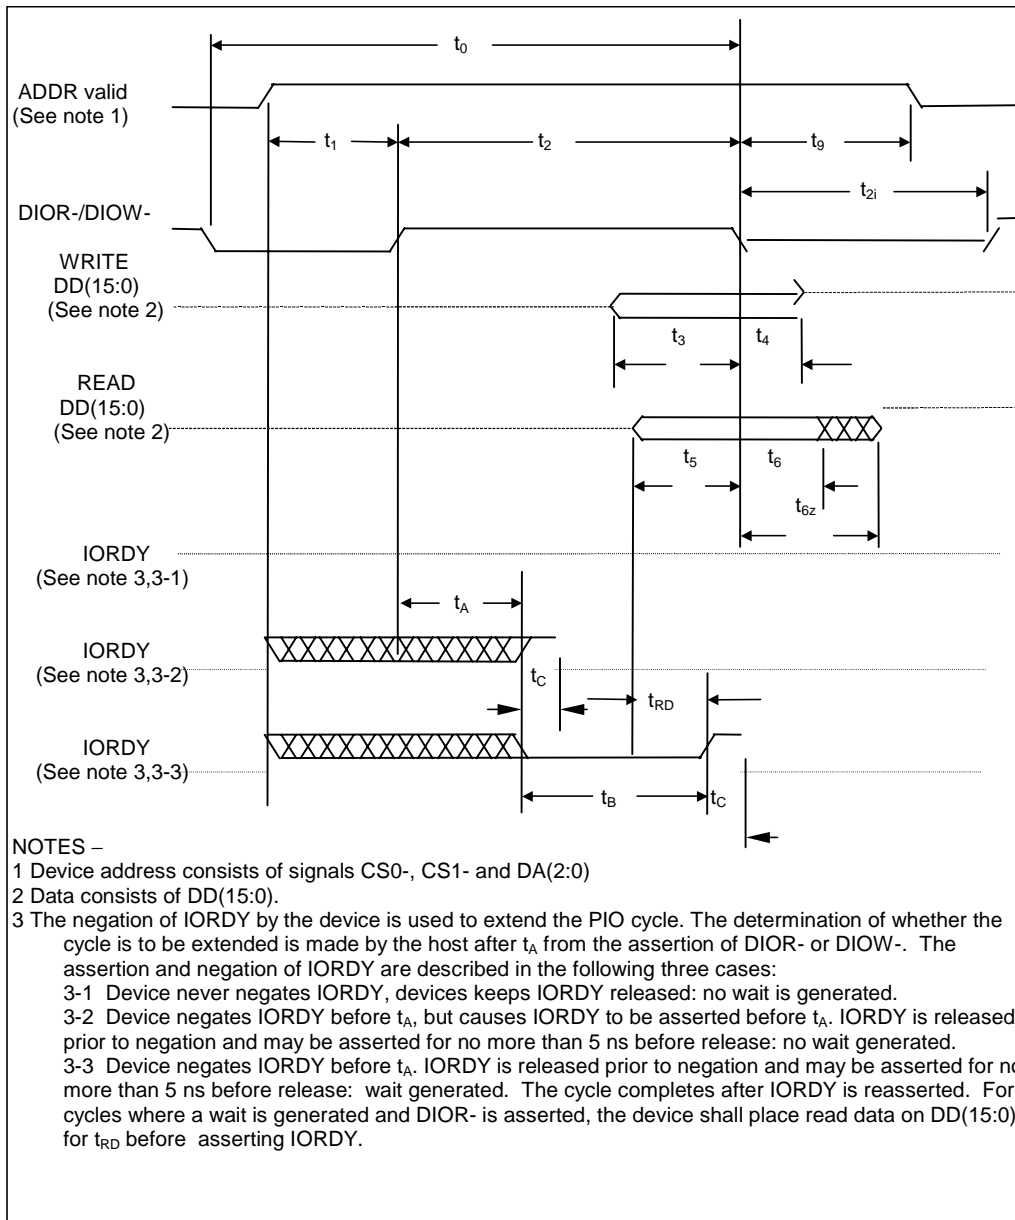 t0
ADDR valid
(See note 1)
t1
t2
t9
t2i
DIOR-/DIOW-
WRITE
DD(15:0)
(See note 2)
t3
t4
READ
DD(15:0)
(See note 2)
t5
t6
t6z
IORDY
(See note 3,3-1)
tA
IORDY
(See note 3,3-2)
tC
tRD
IORDY
(See note 3,3-3)
tB
tC
NOTES –
1 Device address consists of signals CS0-, CS1- and DA(2:0)
2 Data consists of DD(15:0).
3 The negation of IORDY by the device is used to extend the PIO cycle. The determination of whether the
cycle is to be extended is made by the host after tA from the assertion of DIOR- or DIOW-. The
assertion and negation of IORDY are described in the following three cases:
3-1 Device never negates IORDY, devices keeps IORDY released: no wait is generated.
3-2 Device negates IORDY before tA, but causes IORDY to be asserted before tA. IORDY is released
prior to negation and may be asserted for no more than 5 ns before release: no wait generated.
3-3 Device negates IORDY before tA. IORDY is released prior to negation and may be asserted for no
more than 5 ns before release: wait generated. The cycle completes after IORDY is reasserted. For
cycles where a wait is generated and DIOR- is asserted, the device shall place read data on DD(15:0)
for tRD before asserting IORDY.